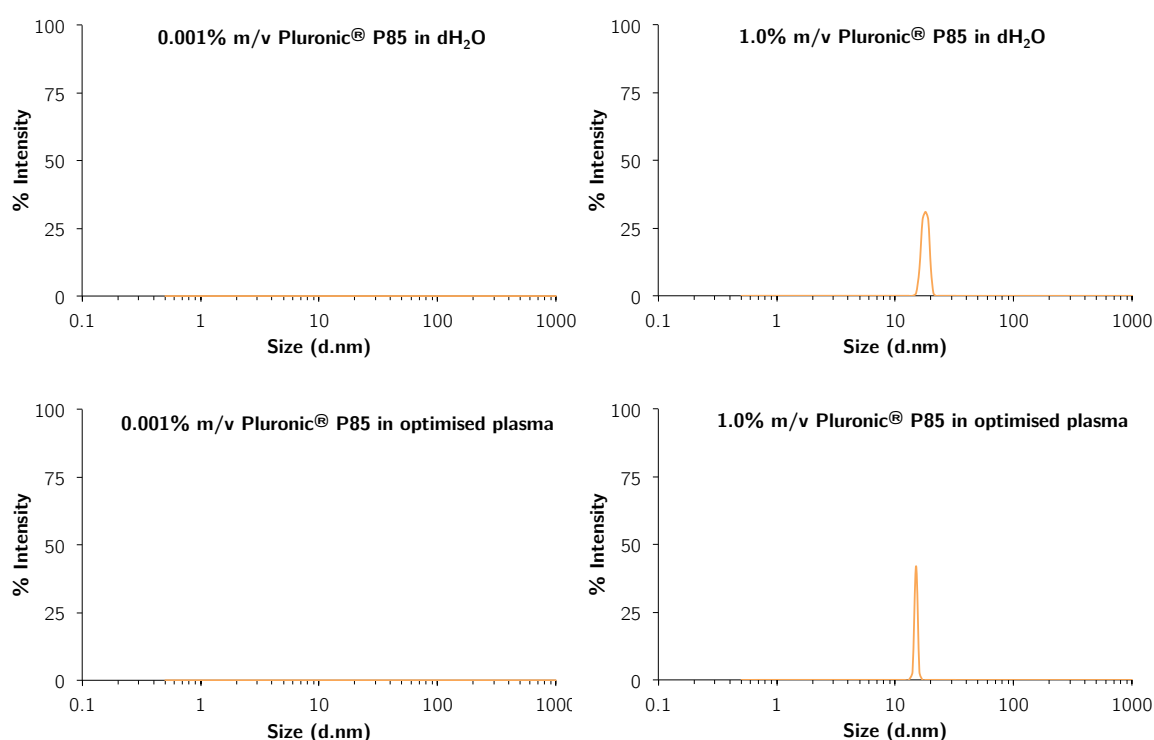 0.001% m/v Pluronic® P85 in dH₂O
100
75
50
25
0
% Intensity
0.1 1 10 100 1000
Size (d.nm)
1.0% m/v Pluronic® P85 in dH₂O
100
75
50
25
0
% Intensity
0.1 1 10 100 1000
Size (d.nm)
0.001% m/v Pluronic® P85 in optimised plasma
100
75
50
25
0
% Intensity
0.1 1 10 100 1000
Size (d.nm)
1.0% m/v Pluronic® P85 in optimised plasma
100
75
50
25
0
% Intensity
0.1 1 10 100 1000
Size (d.nm)